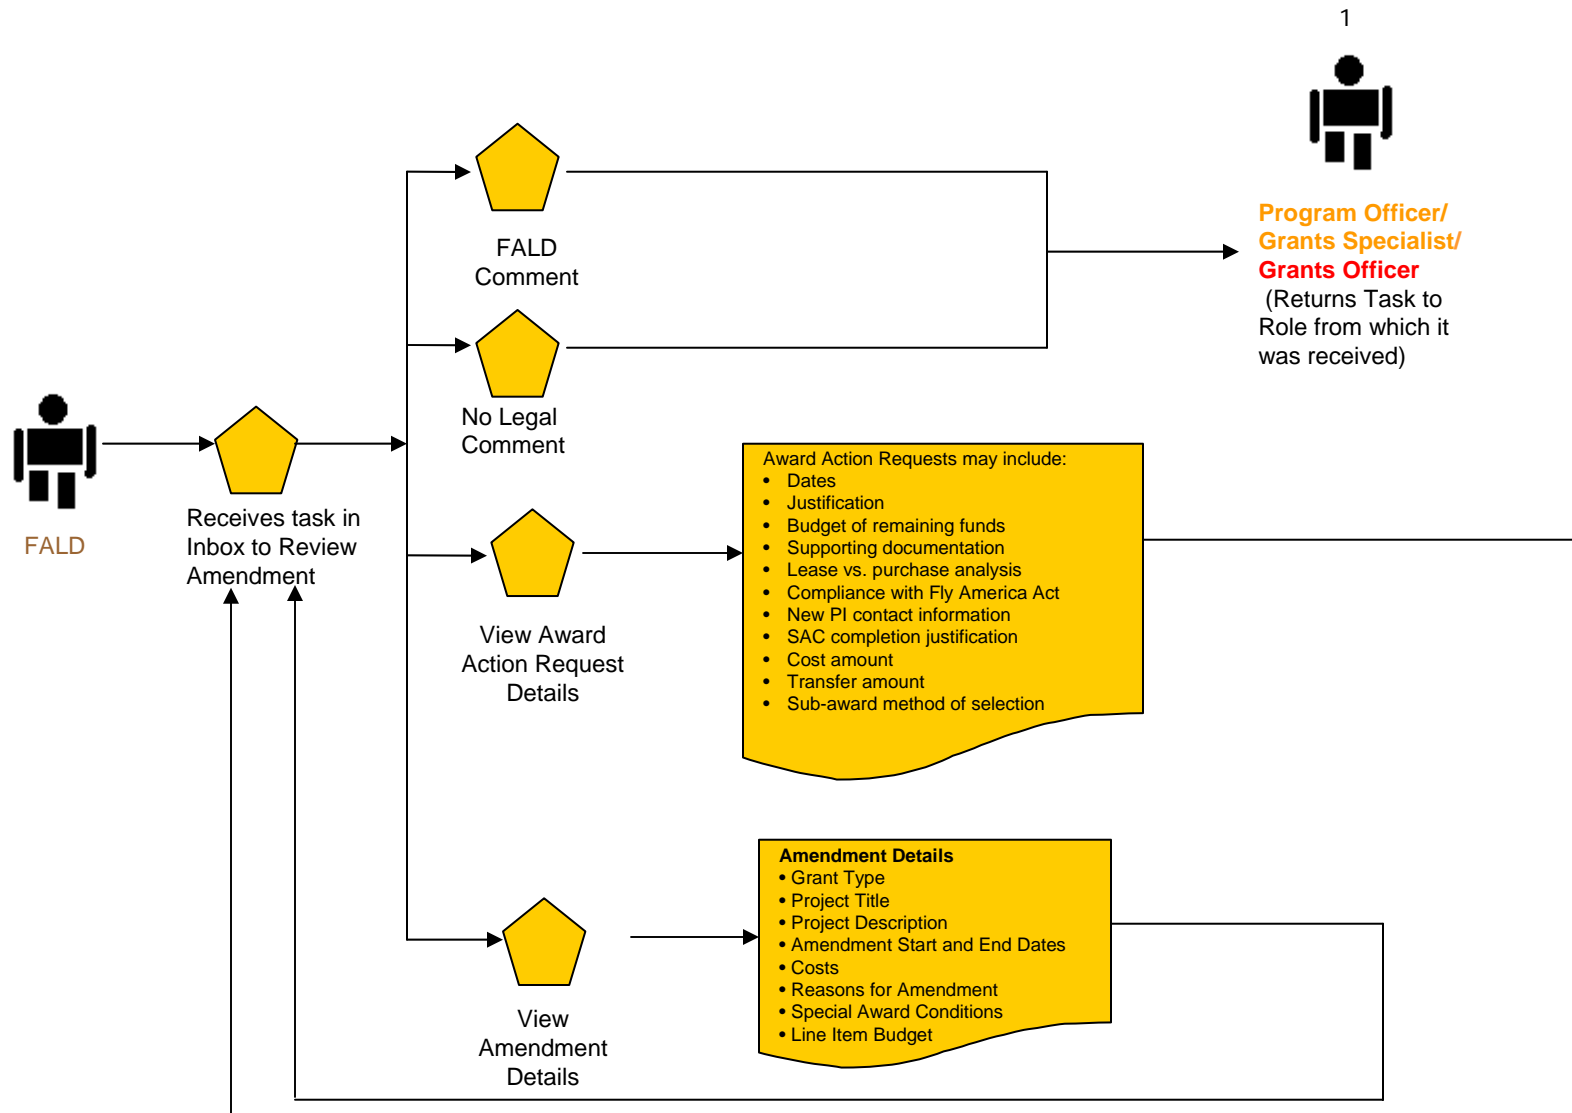 1
Program Officer/
Grants Specialist/
Grants Officer
(Returns Task to
Role from which it
was received)
FALD
Comment
No Legal
Comment
FALD
Receives task in
Inbox to Review
Amendment
View Award
Action Request
Details
Award Action Requests may include:
• Dates
• Justification
• Budget of remaining funds
• Supporting documentation
• Lease vs. purchase analysis
• Compliance with Fly America Act
• New PI contact information
• SAC completion justification
• Cost amount
• Transfer amount
• Sub-award method of selection
View
Amendment
Details
Amendment Details
• Grant Type
• Project Title
• Project Description
• Amendment Start and End Dates
• Costs
• Reasons for Amendment
• Special Award Conditions
• Line Item Budget